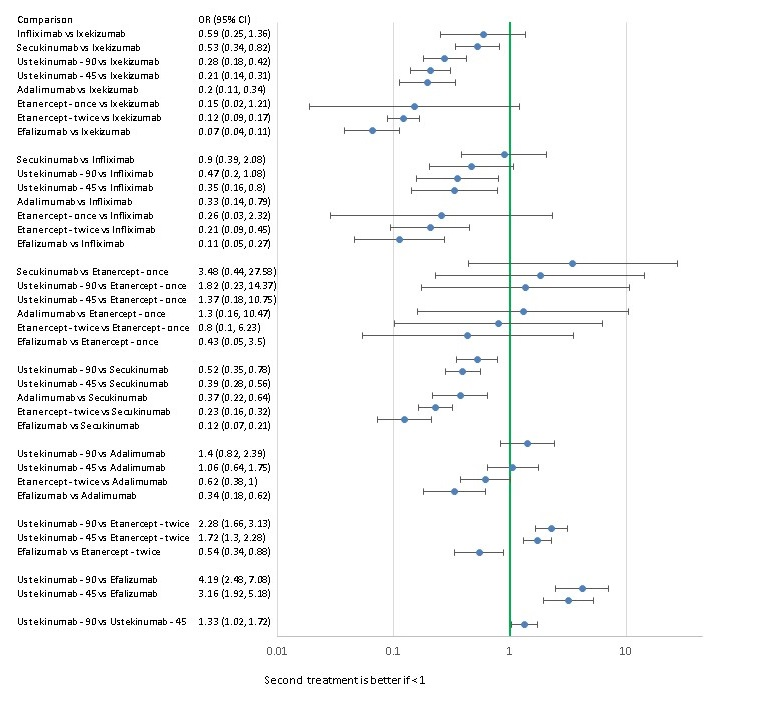 Comparison OR (95% CI)
Infliximab vs Ixekizumab 0.59 (0.25, 1.36)
Secukinumab vs Ixekizumab 0.53 (0.34, 0.82)
Ustekinumab - 90 vs Ixekizumab 0.28 (0.18, 0.42)
Ustekinumab - 45 vs Ixekizumab 0.21 (0.14, 0.31)
Adalimumab vs Ixekizumab 0.2 (0.11, 0.34)
Etanercept - once vs Ixekizumab 0.15 (0.02, 1.21)
Etanercept - twice vs Ixekizumab 0.12 (0.09, 0.17)
Efalizumab vs Ixekizumab 0.07 (0.04, 0.11)
Secukinumab vs Infliximab 0.9 (0.39, 2.08)
Ustekinumab - 90 vs Infliximab 0.47 (0.2, 1.08)
Ustekinumab - 45 vs Infliximab 0.35 (0.16, 0.8)
Adalimumab vs Infliximab 0.33 (0.14, 0.79)
Etanercept - once vs Infliximab 0.26 (0.03, 2.32)
Etanercept - twice vs Infliximab 0.21 (0.09, 0.45)
Efalizumab vs Infliximab 0.11 (0.05, 0.27)
Secukinumab vs Etanercept - once 3.48 (0.44, 27.58)
Ustekinumab - 90 vs Etanercept - once 1.82 (0.23, 14.37)
Ustekinumab - 45 vs Etanercept - once 1.37 (0.18, 10.75)
Adalimumab vs Etanercept - once 1.3 (0.16, 10.47)
Etanercept - twice vs Etanercept - once 0.8 (0.1, 6.23)
Efalizumab vs Etanercept - once 0.43 (0.05, 3.5)
Ustekinumab - 90 vs Secukinumab 0.52 (0.35, 0.78)
Ustekinumab - 45 vs Secukinumab 0.39 (0.28, 0.56)
Adalimumab vs Secukinumab 0.37 (0.22, 0.64)
Etanercept - twice vs Secukinumab 0.23 (0.16, 0.32)
Efalizumab vs Secukinumab 0.12 (0.07, 0.21)
Ustekinumab - 90 vs Adalimumab 1.4 (0.82, 2.39)
Ustekinumab - 45 vs Adalimumab 1.06 (0.64, 1.75)
Etanercept - twice vs Adalimumab 0.62 (0.38, 1)
Efalizumab vs Adalimumab 0.34 (0.18, 0.62)
Ustekinumab - 90 vs Etanercept - twice 2.28 (1.66, 3.13)
Ustekinumab - 45 vs Etanercept - twice 1.72 (1.3, 2.28)
Efalizumab vs Etanercept - twice 0.54 (0.34, 0.88)
Ustekinumab - 90 vs Efalizumab 4.19 (2.48, 7.08)
Ustekinumab - 45 vs Efalizumab 3.16 (1.92, 5.18)
Ustekinumab - 90 vs Ustekinumab - 45 1.33 (1.02, 1.72)
0.01 0.1 1 10
Second treatment is better if < 1